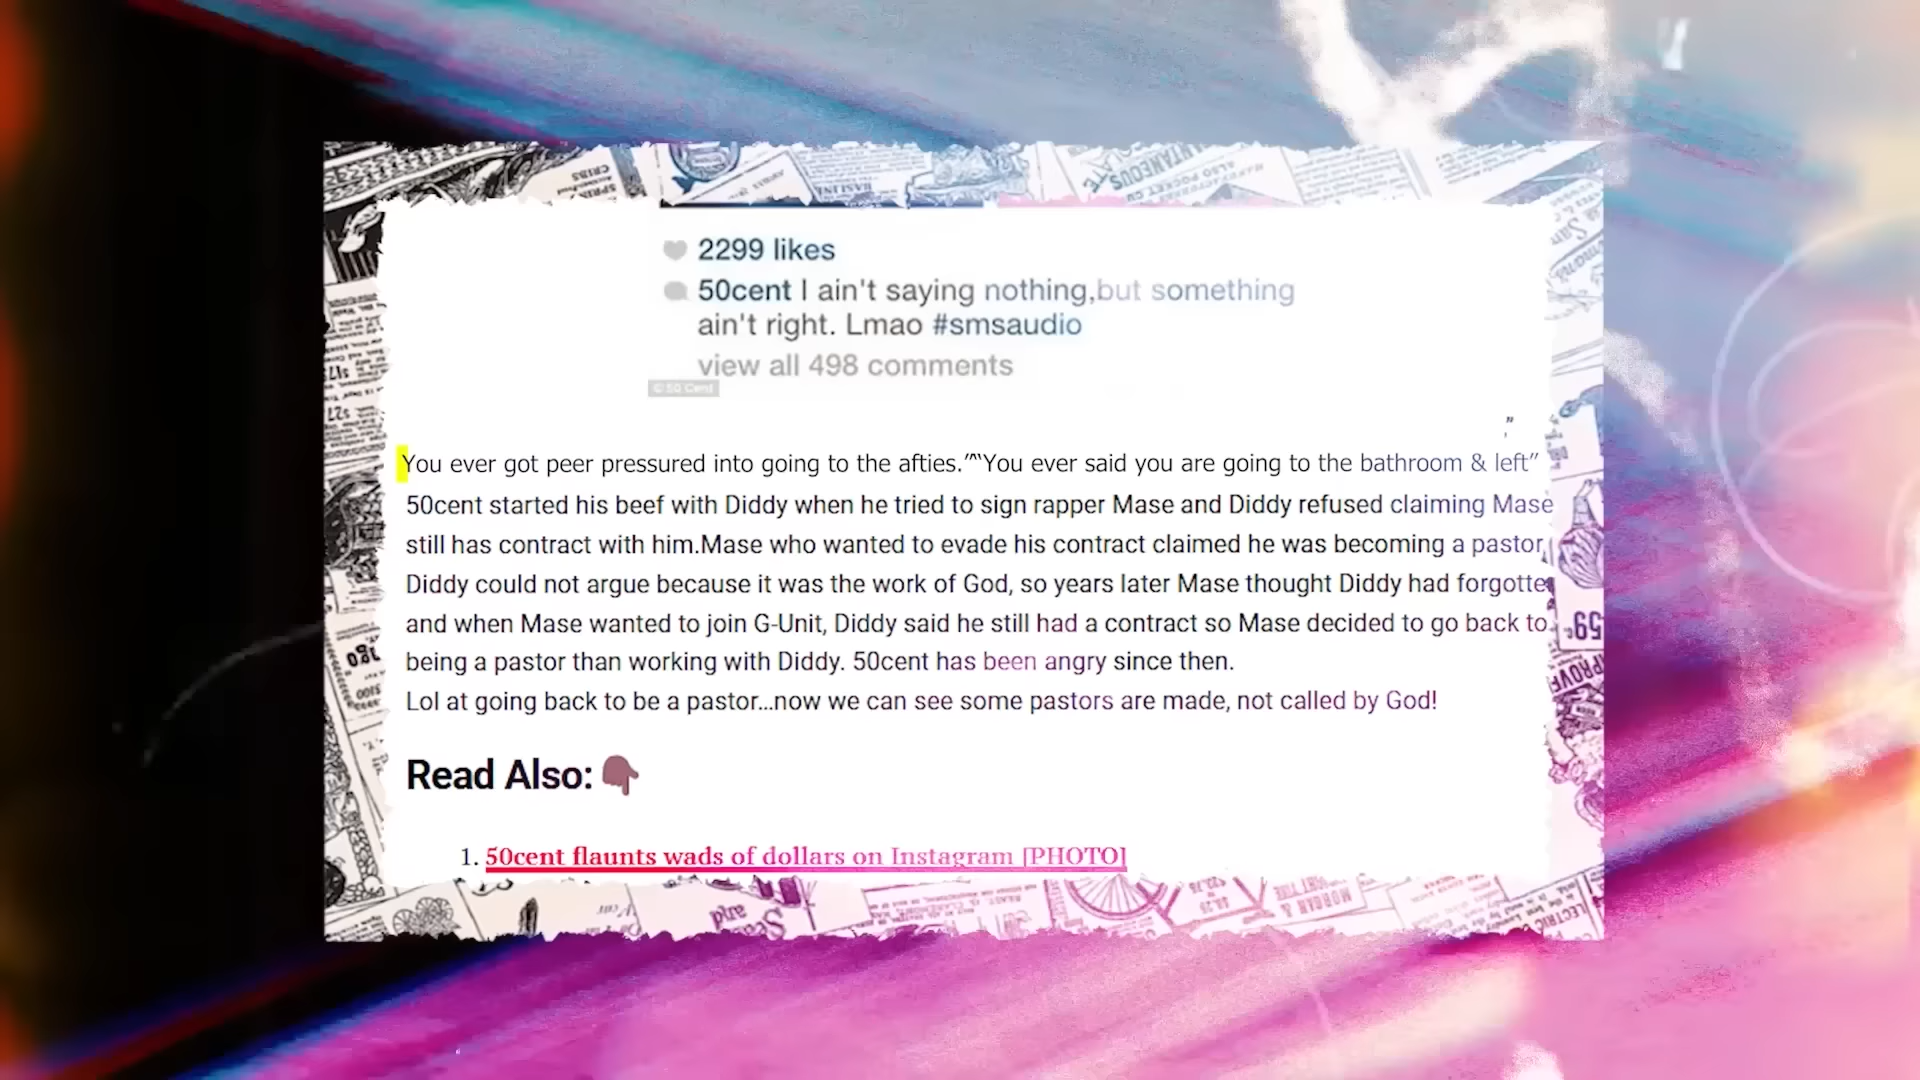 2299 likes
50cent I ain't saying nothing,but something
ain't right. Lmao #smsaudio
view all 498 comments
© 50 Cent
”
You ever got peer pressured into going to the afties.”“You ever said you are going to the bathroom & left”
50cent started his beef with Diddy when he tried to sign rapper Mase and Diddy refused claiming Mase
still has contract with him.Mase who wanted to evade his contract claimed he was becoming a pastor,
Diddy could not argue because it was the work of God, so years later Mase thought Diddy had forgotte
and when Mase wanted to join G-Unit, Diddy said he still had a contract so Mase decided to go back to
being a pastor than working with Diddy. 50cent has been angry since then.
Lol at going back to be a pastor...now we can see some pastors are made, not called by God!
Read Also:
1. 50cent flaunts wads of dollars on Instagram [PHOTO]